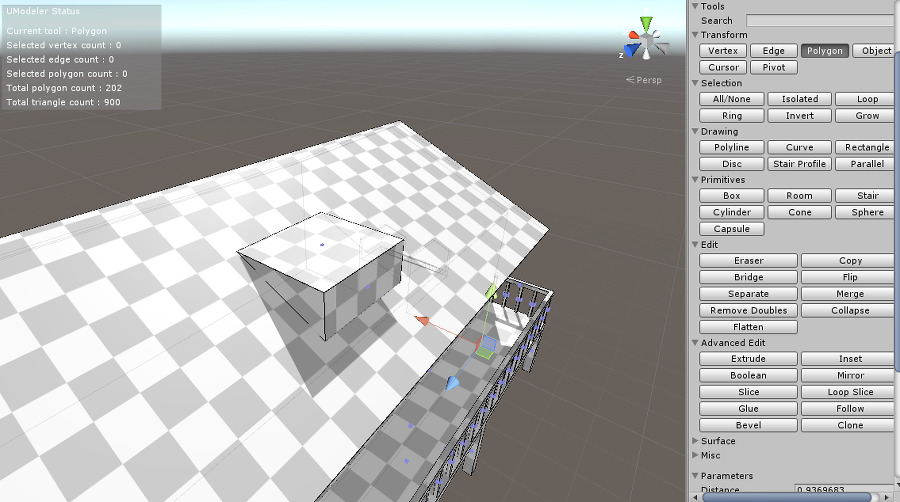 UModeler Status
Current tool : Polygon
Selected vertex count : 0
Selected edge count : 0
Selected polygon count : 0
Total polygon count : 202
Total triangle count : 900
z
Persp
Tools
Search
Transform
Vertex Edge Polygon Object
Cursor Pivot
Selection
All/None Isolated Loop
Ring Invert Grow
Drawing
Polyline Curve Rectangle
Disc Stair Profile Parallel
Primitives
Box Room Stair
Cylinder Cone Sphere
Capsule
Edit
Eraser Copy
Bridge Flip
Separate Merge
Remove Doubles Collapse
Flatten
Advanced Edit
Extrude Inset
Boolean Mirror
Slice Loop Slice
Glue Follow
Bevel Clone
Surface
Misc
Parameters
Distance 0.9369683